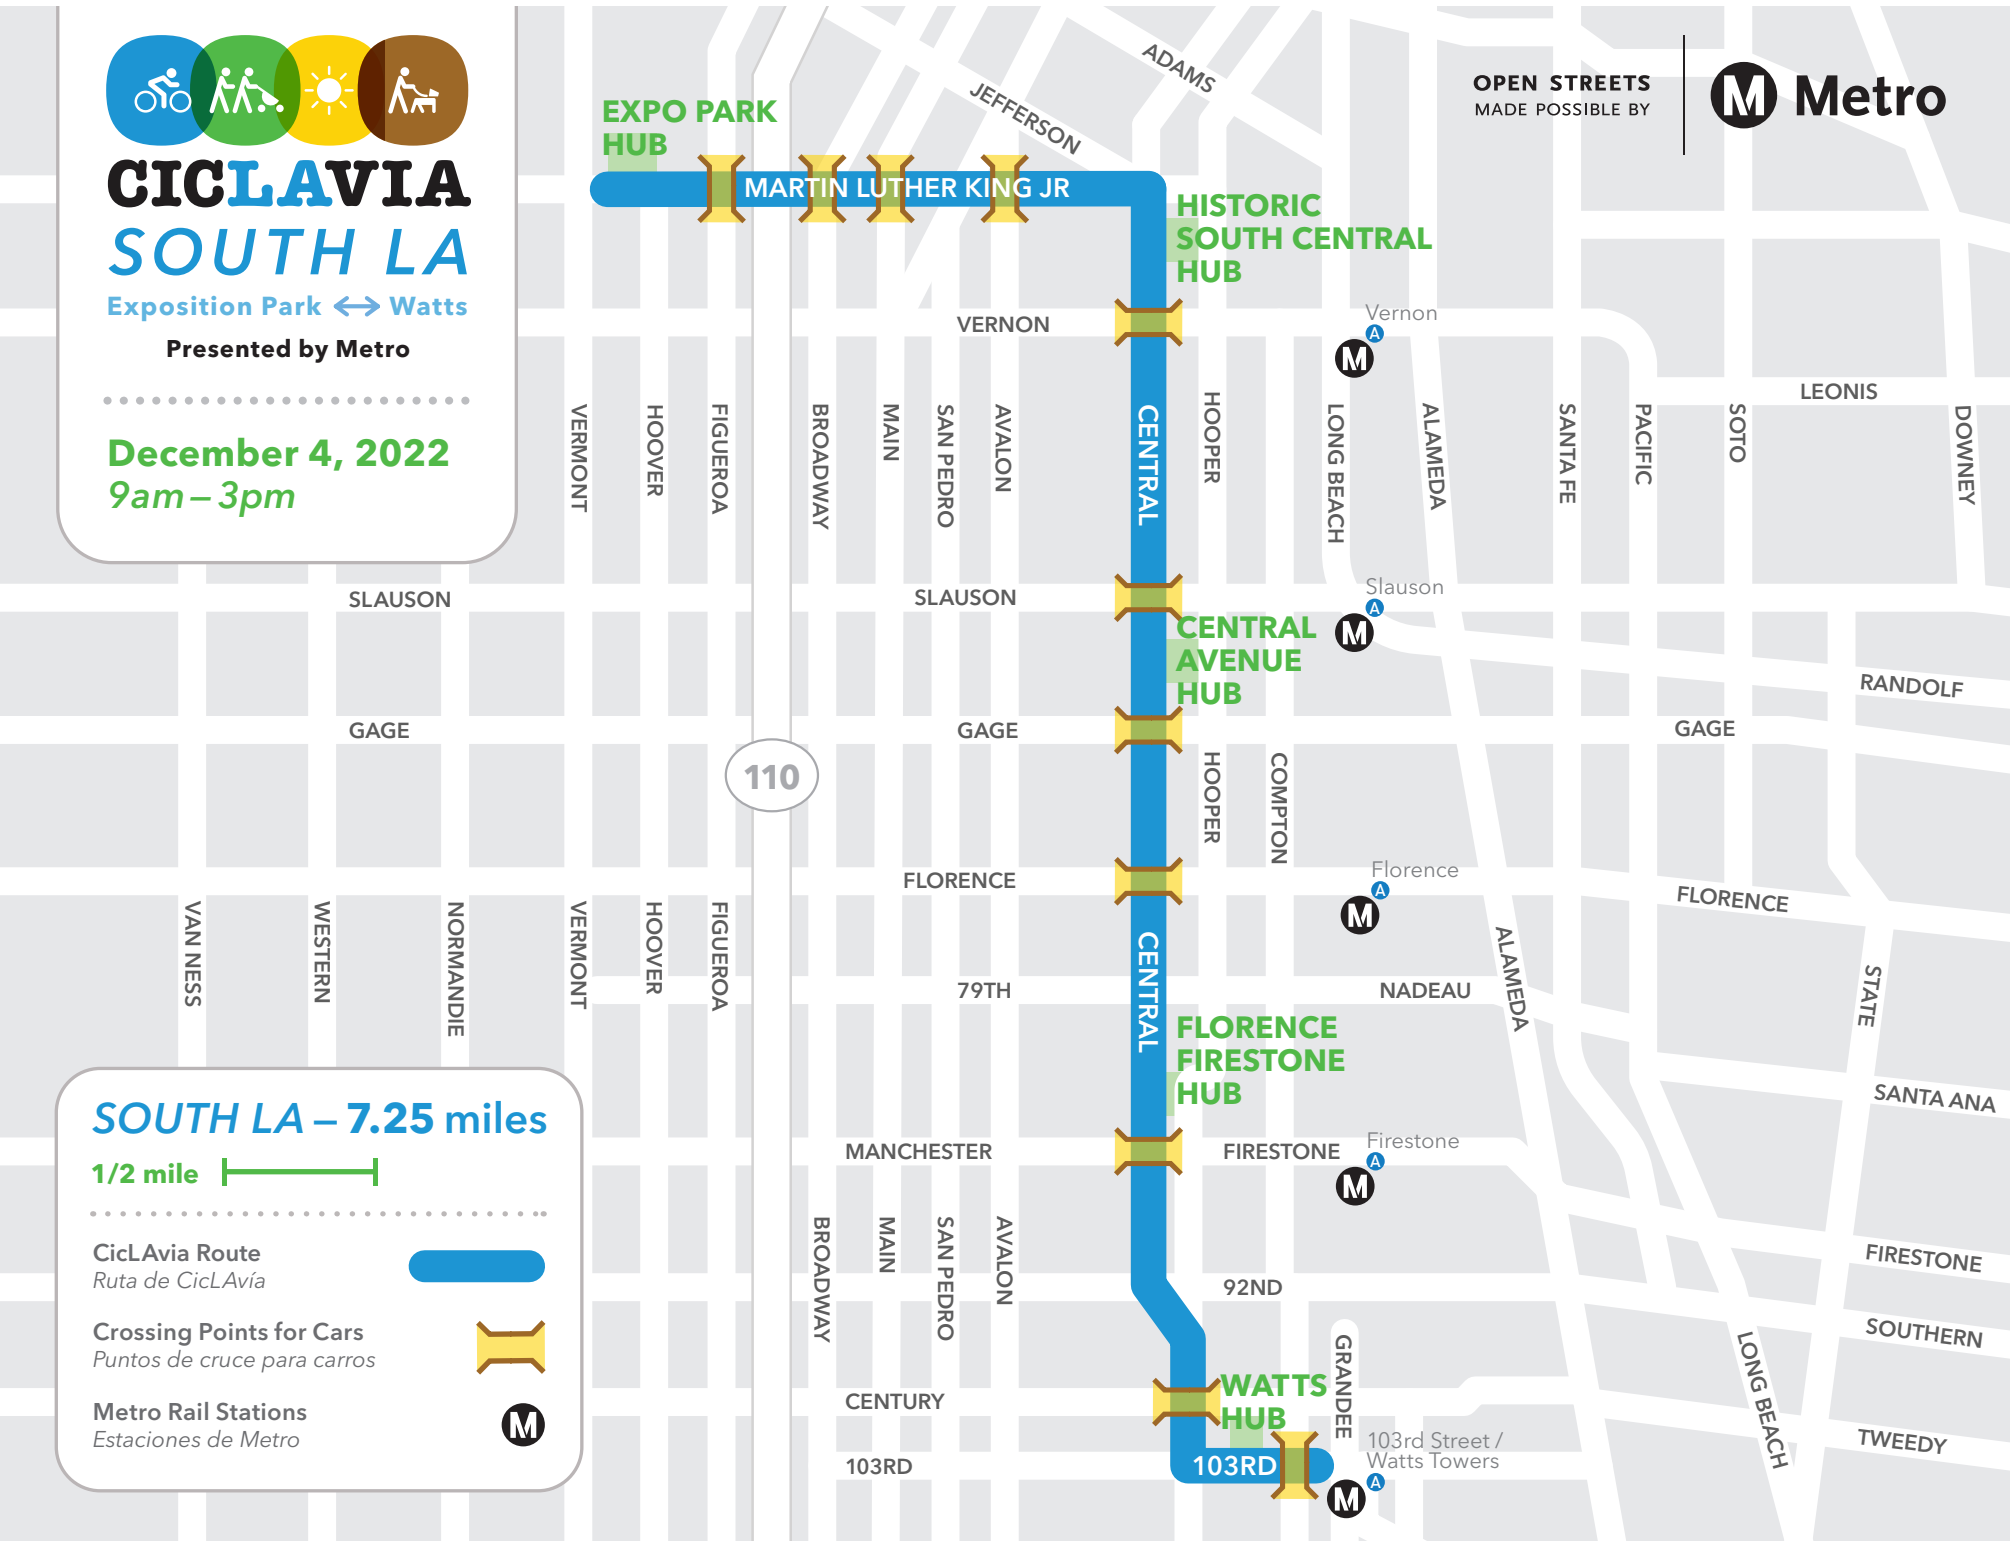 CICLAVIA
SOUTH LA
Exposition Park ↔ Watts
Presented by Metro
December 4, 2022
9am – 3pm
OPEN STREETS
MADE POSSIBLE BY
M Metro
ADAMS
JEFFERSON
EXPO PARK
HUB
MARTIN LUTHER KING JR
HISTORIC
SOUTH CENTRAL
HUB
VERNON
Vernon
A
M
LEONIS
VERMONT
HOOVER
FIGUEROA
BROADWAY
MAIN
SAN PEDRO
AVALON
CENTRAL
HOOPER
LONG BEACH
ALAMEDA
SANTA FE
PACIFIC
SOTO
DOWNEY
SLAUSON
SLAUSON
Slauson
A
M
CENTRAL
AVENUE
HUB
RANDOLF
GAGE
GAGE
GAGE
110
HOOPER
COMPTON
FLORENCE
Florence
A
M
FLORENCE
VAN NESS
WESTERN
NORMANDIE
VERMONT
HOOVER
FIGUEROA
CENTRAL
ALAMEDA
STATE
79TH
NADEAU
FLORENCE
FIRESTONE
HUB
SANTA ANA
MANCHESTER
FIRESTONE
Firestone
A
M
BROADWAY
MAIN
SAN PEDRO
AVALON
FIRESTONE
92ND
SOUTHERN
GRANDEE
LONG BEACH
WATTS
HUB
CENTURY
TWEEDY
103RD
103RD
103rd Street /
Watts Towers
A
M
SOUTH LA – 7.25 miles
1/2 mile
CicLAvia Route
Ruta de CicLAvía
Crossing Points for Cars
Puntos de cruce para carros
Metro Rail Stations
Estaciones de Metro
M